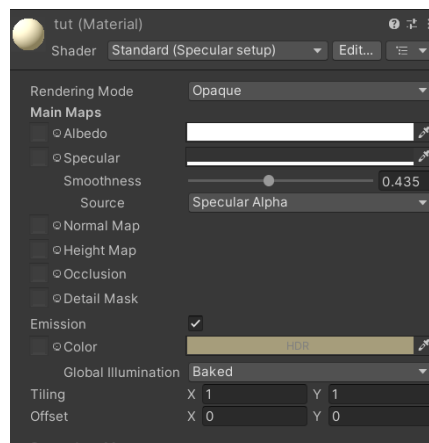 tut (Material)
Shader Standard (Specular setup) Edit...
Rendering Mode Opaque
Main Maps
Albedo
Specular
Smoothness 0.435
Source Specular Alpha
Normal Map
Height Map
Occlusion
Detail Mask
Emission
Color HDR
Global Illumination Baked
Tiling X 1 Y 1
Offset X 0 Y 0